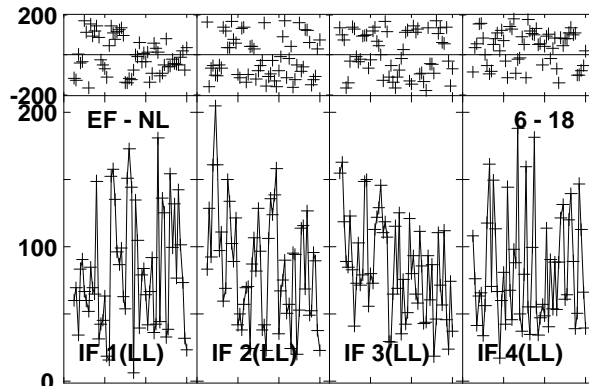 200
-200
200
EF - NL
6 - 18
100
0
IF 1(LL)
IF 2(LL)
IF 3(LL)
IF 4(LL)